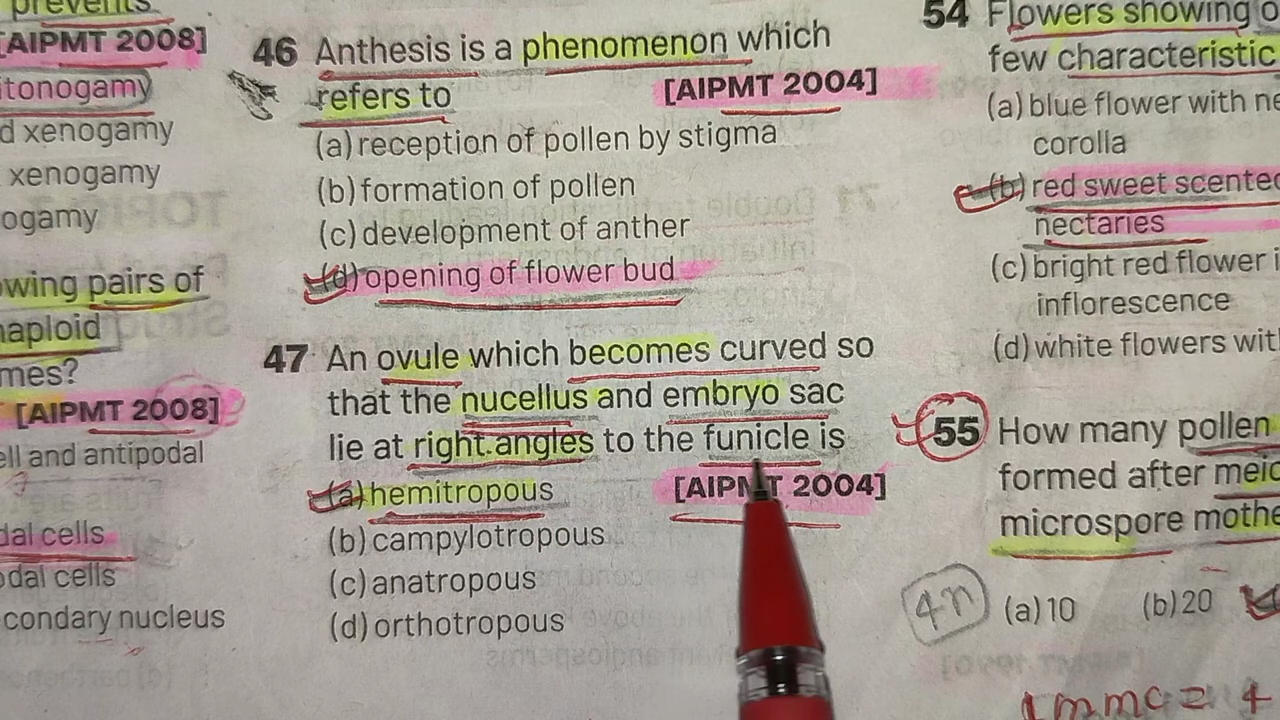 prevents
[AIPMT 2008]
itonogamy
d xenogamy
xenogamy
ogamy
owing pairs of
haploid
mes?
[AIPMT 2008]
ell and antipodal
dal cells
odal cells
condary nucleus
46 Anthesis is a phenomenon which
refers to [AIPMT 2004]
(a) reception of pollen by stigma
(b) formation of pollen
(c) development of anther
(d) opening of flower bud
47 An ovule which becomes curved so
that the nucellus and embryo sac
lie at right angles to the funicle is
(a) hemitropous [AIPMT 2004]
(b) campylotropous
(c) anatropous
(d) orthotropous
54 Flowers showing
few characteristic
(a) blue flower with ne
corolla
(b) red sweet scented
nectaries
(c) bright red flower i
inflorescence
(d) white flowers wit
55 How many pollen
formed after meio
microspore mothe
4n (a) 10 (b) 20